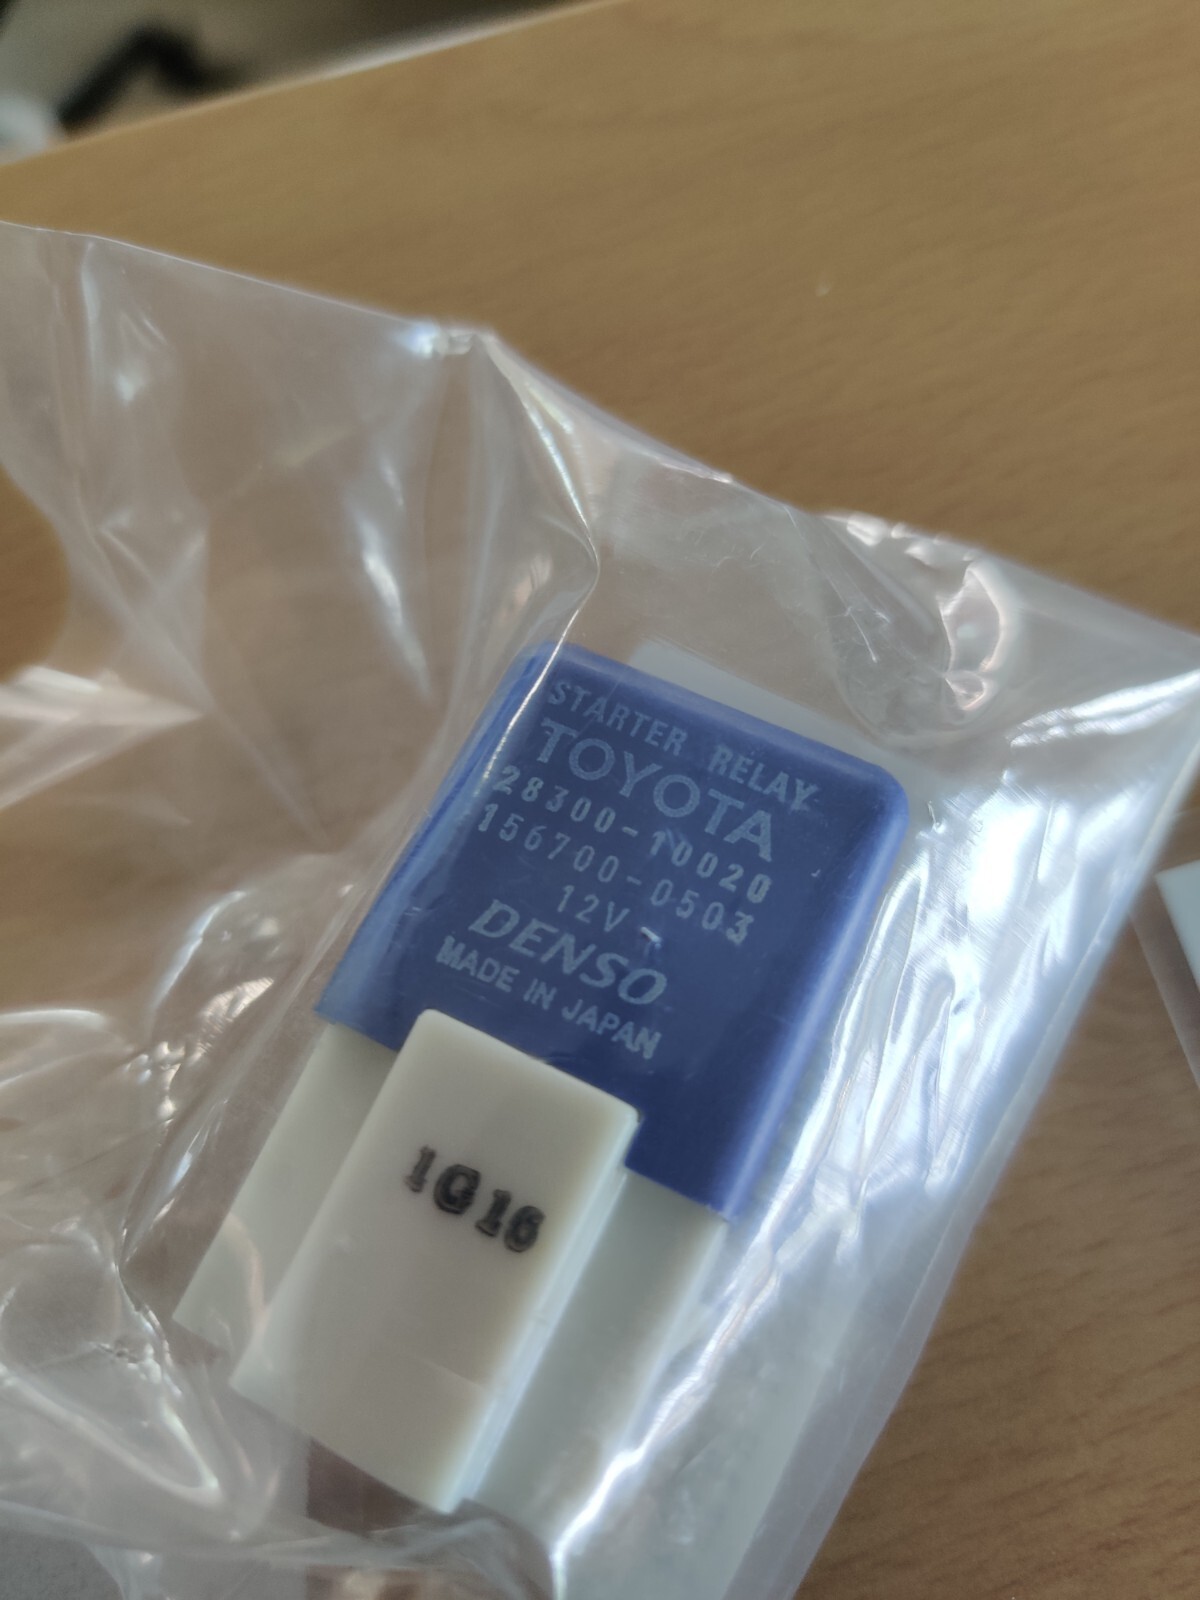 STARTER RELAY
TOYOTA
28300-10020
156700-0503
12V
DENSO
MADE IN JAPAN
1G16